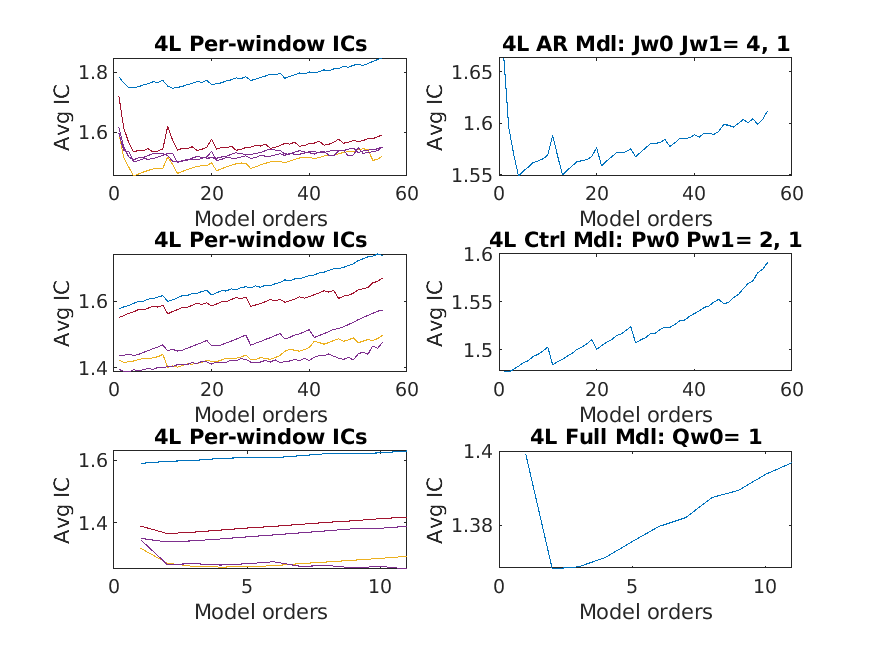 4L Per-window ICs
4L AR Mdl: Jw0 Jw1= 4, 1
1.8
1.6
Avg IC
0 20 40 60
Model orders
1.65
1.6
1.55
Avg IC
0 20 40 60
Model orders
4L Per-window ICs
4L Ctrl Mdl: Pw0 Pw1= 2, 1
1.6
1.4
Avg IC
0 20 40 60
Model orders
1.6
1.55
1.5
Avg IC
0 20 40 60
Model orders
4L Per-window ICs
4L Full Mdl: Qw0= 1
1.6
1.4
Avg IC
0 5 10
Model orders
1.4
1.38
Avg IC
0 5 10
Model orders